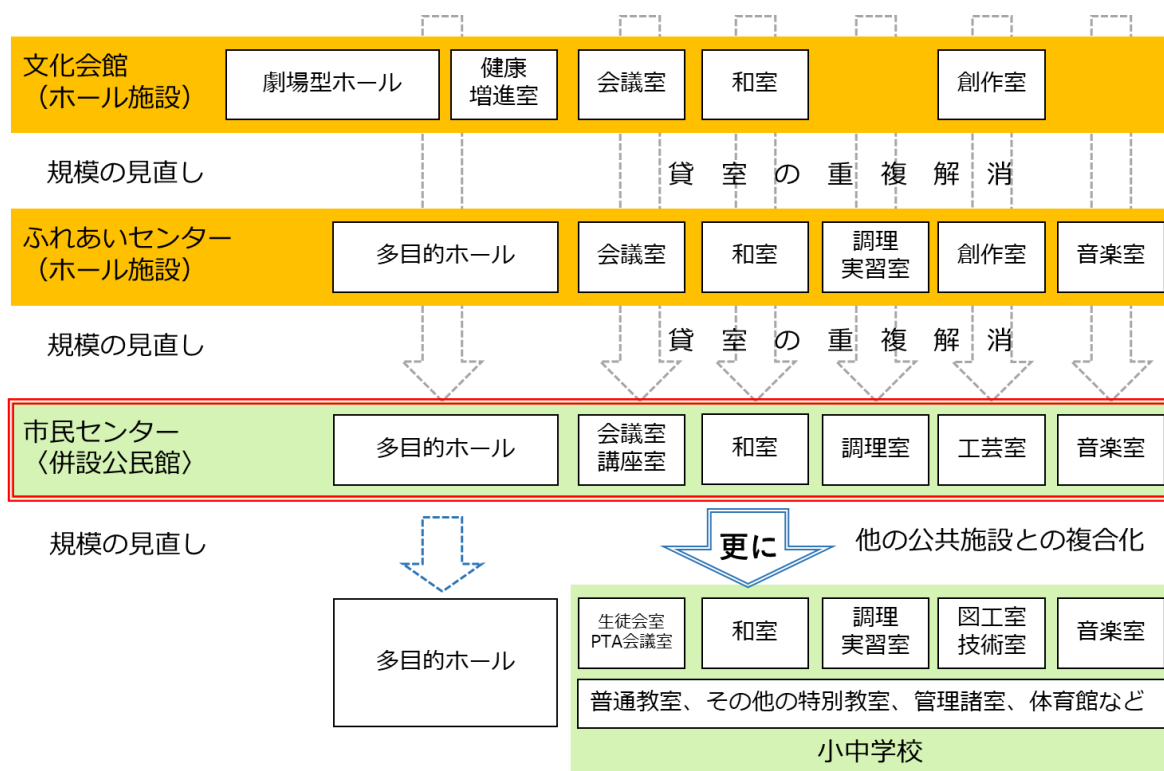 文化会館
（ホール施設）
劇場型ホール
健康
増進室
会議室
和室
創作室
規模の見直し
貸室の重複解消
ふれあいセンター
（ホール施設）
多目的ホール
会議室
和室
調理
実習室
創作室
音楽室
規模の見直し
貸室の重複解消
市民センター
〈併設公民館〉
多目的ホール
会議室
講座室
和室
調理室
工芸室
音楽室
規模の見直し
更に
他の公共施設との複合化
多目的ホール
生徒会室
PTA会議室
和室
調理
実習室
図工室
技術室
音楽室
普通教室、その他の特別教室、管理諸室、体育館など
小中学校